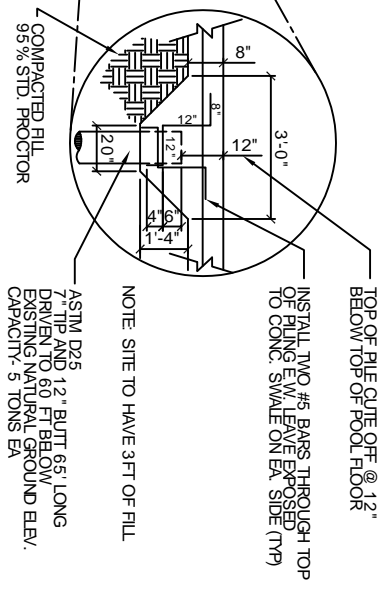 TOP OF PILE CUTE OFF @ 12"
BELOW TOP OF POOL FLOOR
INSTALL TWO #5 BARS THROUGH TOP
OF PILING E.W. LEAVE EXPOSED
TO CONC. SWALE ON EA. SIDE (TYP)
NOTE: SITE TO HAVE 3 FT OF FILL
ASTM D25
7" TIP AND 12" BUTT 65' LONG
DRIVEN TO 60 FT BELOW
EXISTING NATURAL GROUND ELEV.
CAPACITY- 5 TONS EA
8"
3'-0"
12"
8"
12"
12"
20"
4"
6"
1'-4"
COMPACTED FILL
95% STD. PROCTOR